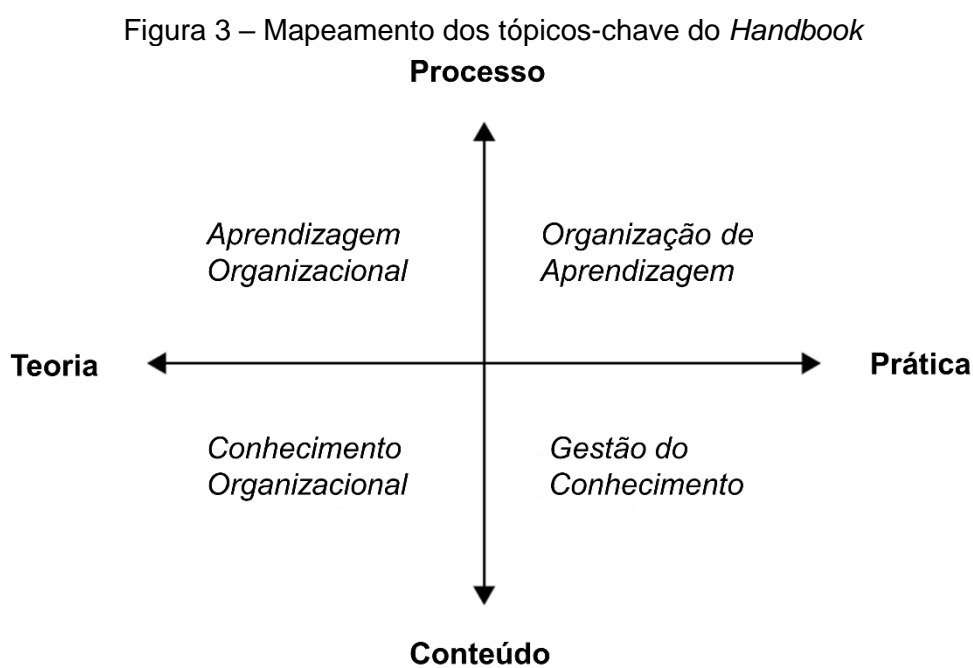 Figura 3 – Mapeamento dos tópicos-chave do Handbook
Processo
Aprendizagem
Organizacional
Organização de
Aprendizagem
Teoria
Prática
Conhecimento
Organizacional
Gestão do
Conhecimento
Conteúdo